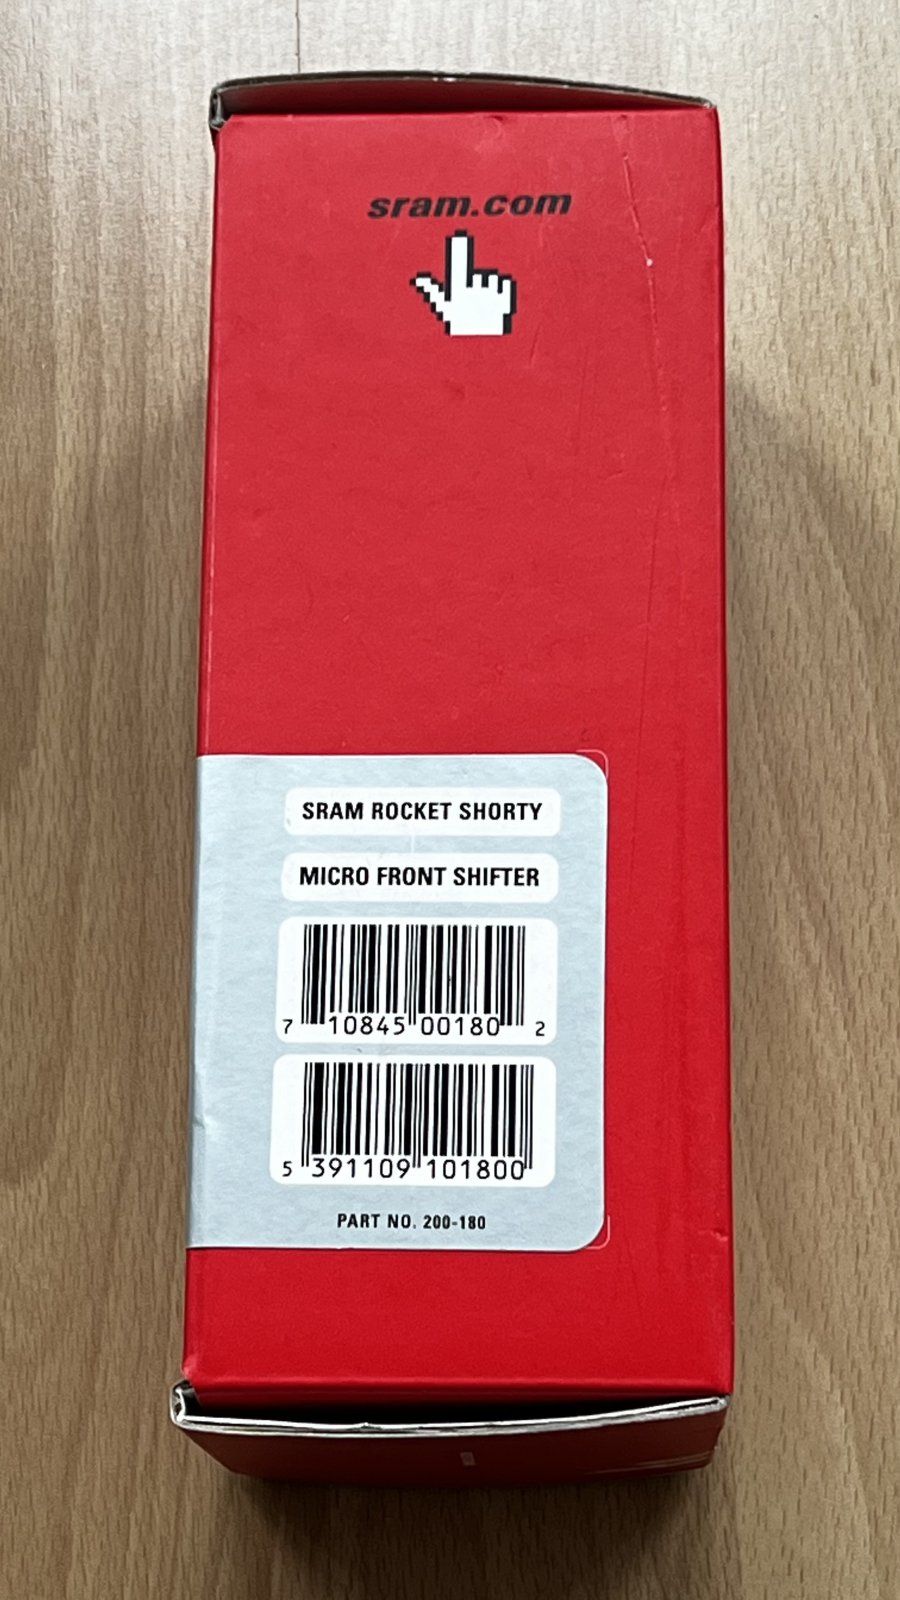 sram.com
SRAM ROCKET SHORTY
MICRO FRONT SHIFTER
7 10845 00180 2
5 391109 101800
PART NO. 200-180